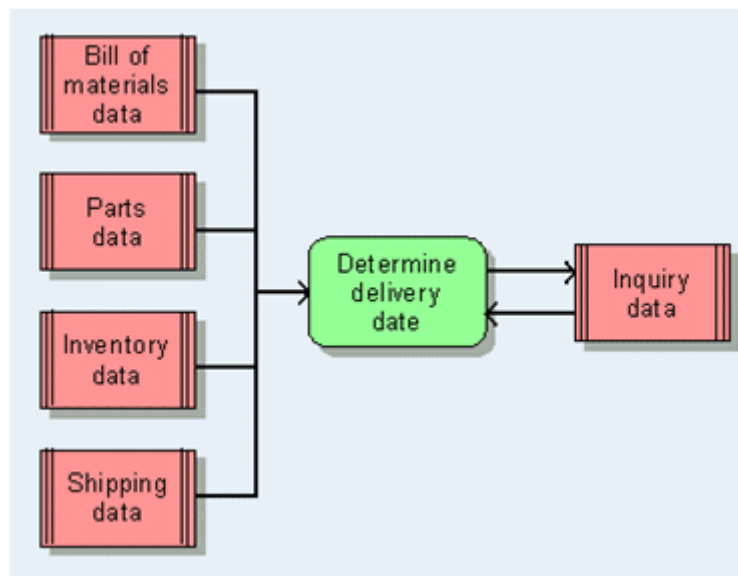 Bill of
materials
data
Parts
data
Inventory
data
Shipping
data
Determine
delivery
date
Inquiry
data